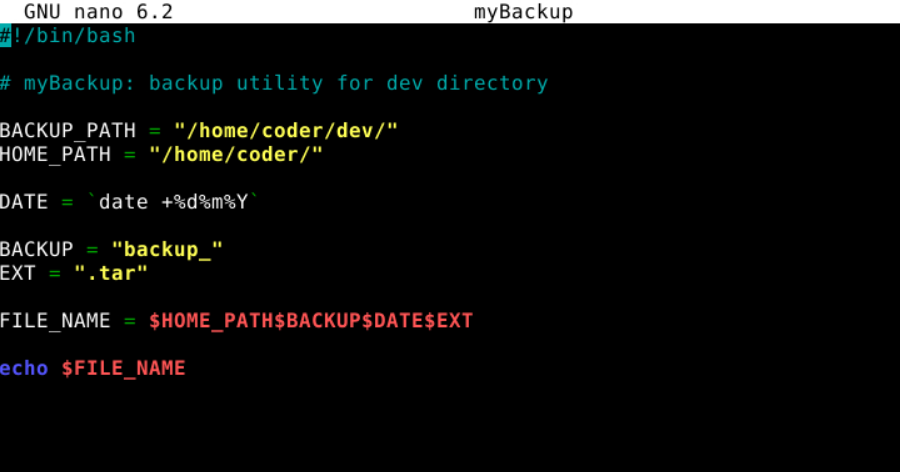 GNU nano 6.2 myBackup
#!/bin/bash
# myBackup: backup utility for dev directory
BACKUP_PATH = "/home/coder/dev/"
HOME_PATH = "/home/coder/"
DATE = `date +%d%m%Y`
BACKUP = "backup_"
EXT = ".tar"
FILE_NAME = $HOME_PATH$BACKUP$DATE$EXT
echo $FILE_NAME